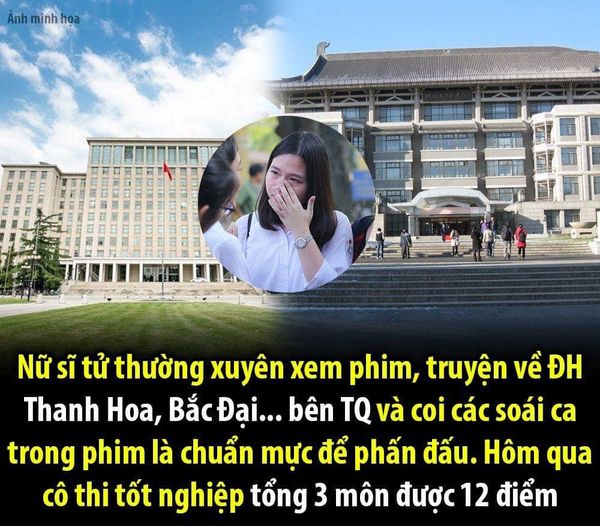 Ảnh minh họa
Nữ sĩ tử thường xuyên xem phim, truyện về ĐH
Thanh Hoa, Bắc Đại... bên TQ và coi các soái ca
trong phim là chuẩn mực để phấn đấu. Hôm qua
cô thi tốt nghiệp tổng 3 môn được 12 điểm